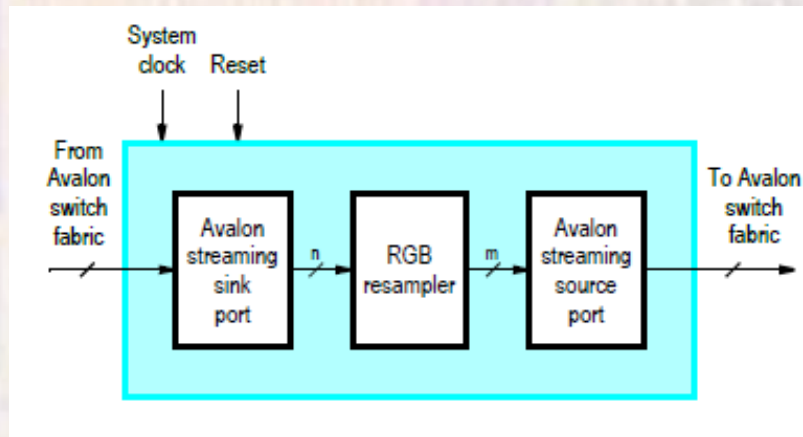 System
clock
Reset
From
Avalon
switch
fabric
Avalon
streaming
sink
port
n
RGB
resampler
m
Avalon
streaming
source
port
To Avalon
switch
fabric